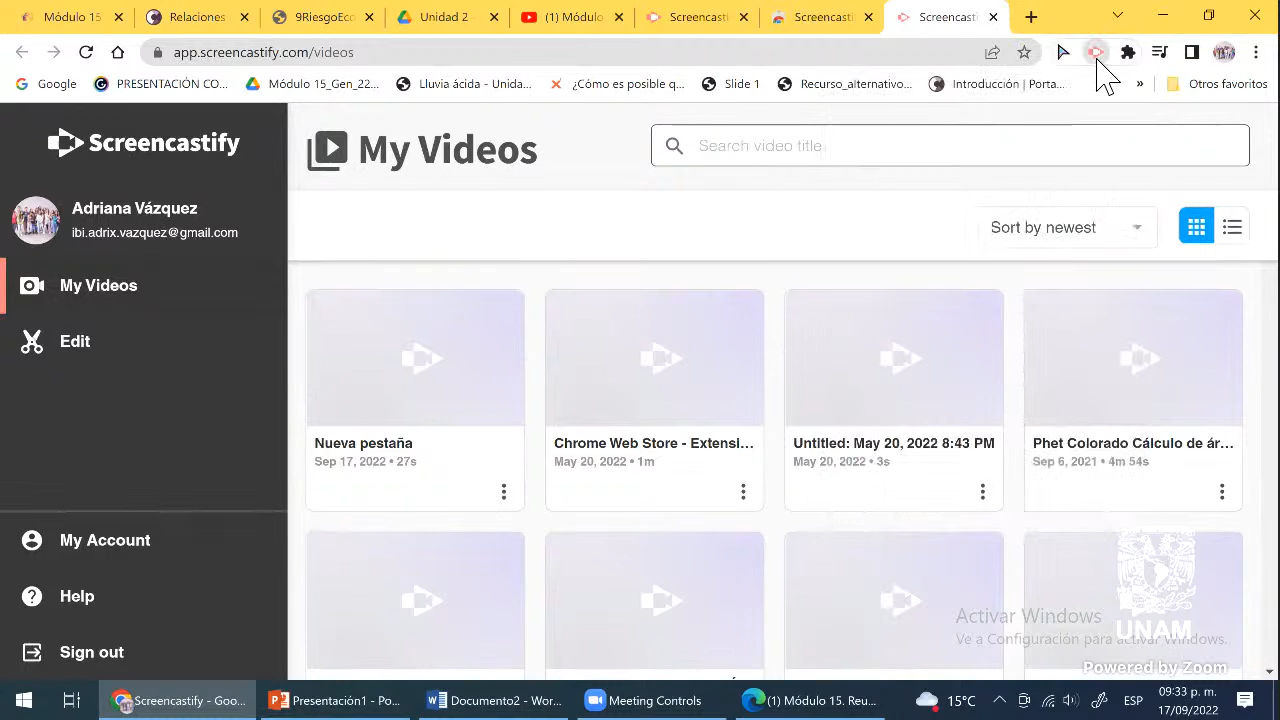 Módulo 15
Relaciones
9RiesgoEco
Unidad 2 -
(1) Módulo
Screencasti
Screencasti
Screencasti
app.screencastify.com/videos
Google
PRESENTACIÓN CO...
Módulo 15_Gen_22...
Lluvia ácida - Unida...
¿Cómo es posible q...
Slide 1
Recurso_alternativo...
Introducción | Porta...
»
Otros favoritos
Screencastify
My Videos
Search video title
Adriana Vázquez
ibi.adrix.vazquez@gmail.com
Sort by newest
My Videos
Edit
Nueva pestaña
Sep 17, 2022 • 27s
Chrome Web Store - Extensi...
May 20, 2022 • 1m
Untitled: May 20, 2022 8:43 PM
May 20, 2022 • 3s
Phet Colorado Cálculo de ár...
Sep 6, 2021 • 4m 54s
My Account
Help
Sign out
Activar Windows
Ve a Configuración para activar Windows.
UNAM
Powered by Zoom
Screencastify - Goo...
Presentación1 - Po...
Documento2 - Wor...
Meeting Controls
(1) Módulo 15. Reu...
15°C
ESP
09:33 p. m.
17/09/2022